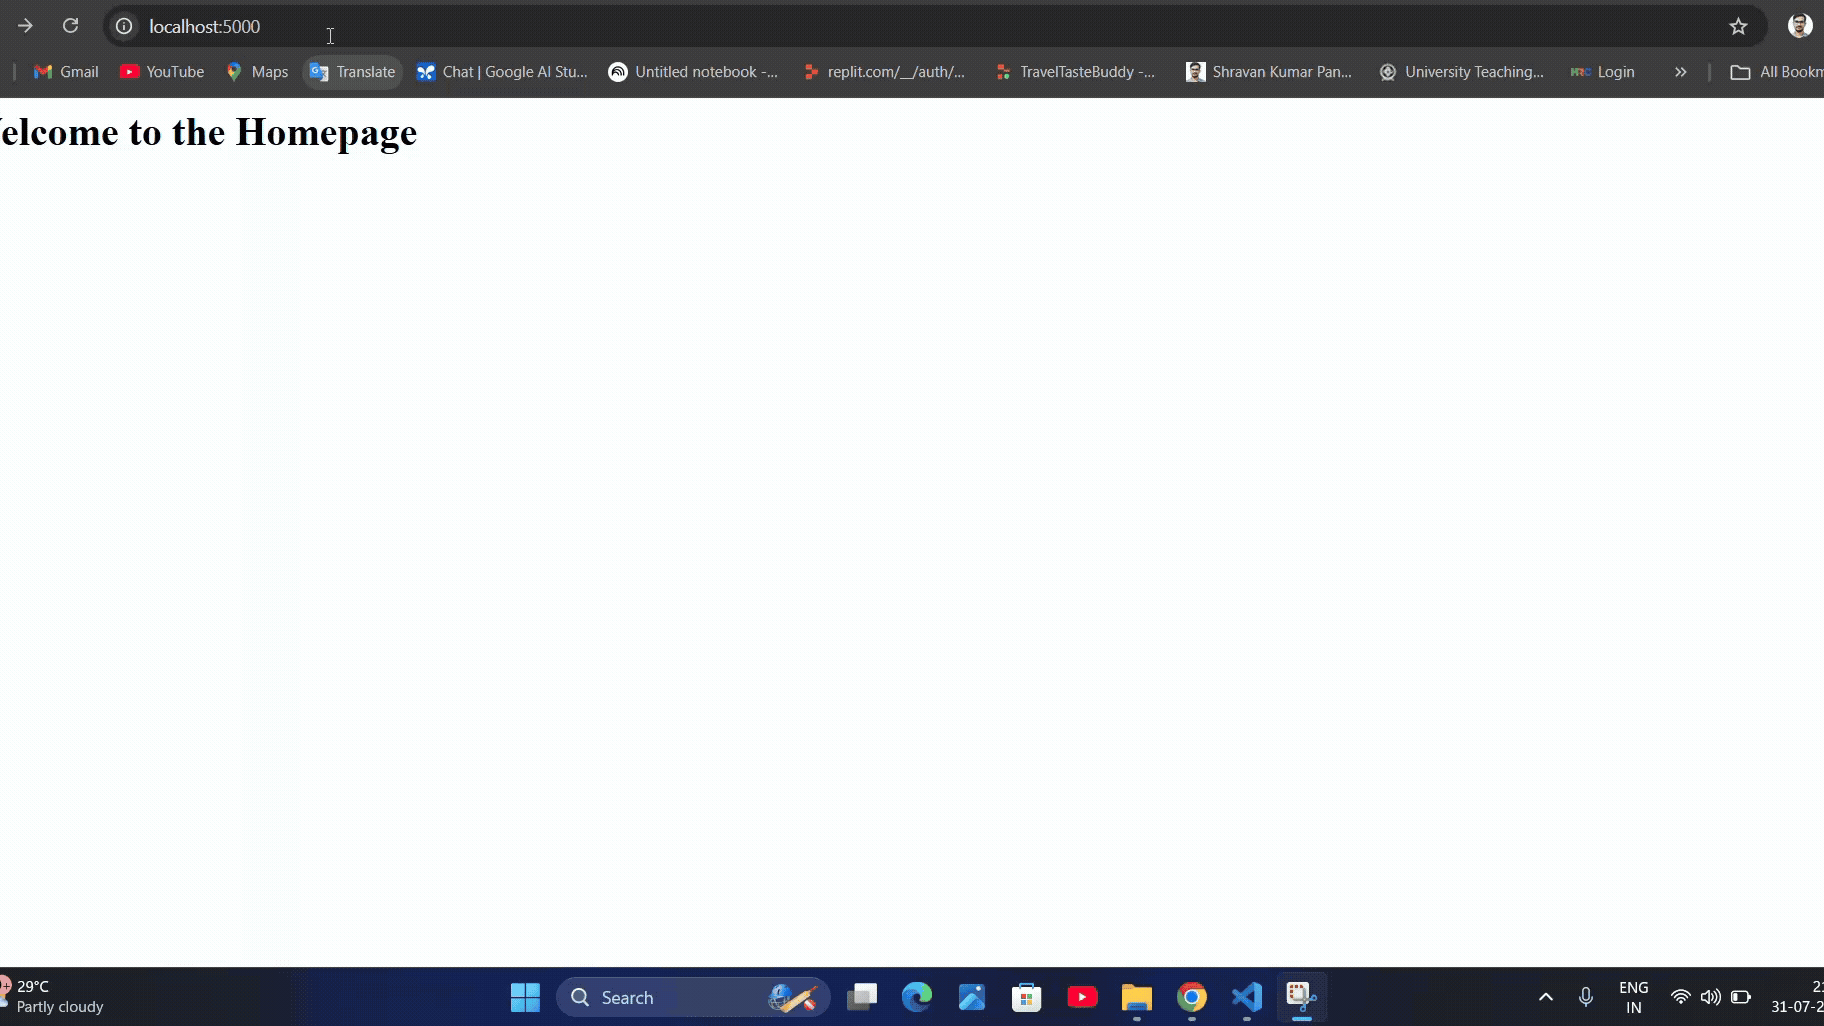 localhost:5000
Gmail YouTube Maps Translate Chat | Google AI Stu... Untitled notebook -... replit.com/__/auth/... TravelTasteBuddy -... Shravan Kumar Pan... University Teaching... HRC Login » All Bookm
elcome to the Homepage
29°C
Partly cloudy
Search
ENG
IN
21
31-07-2